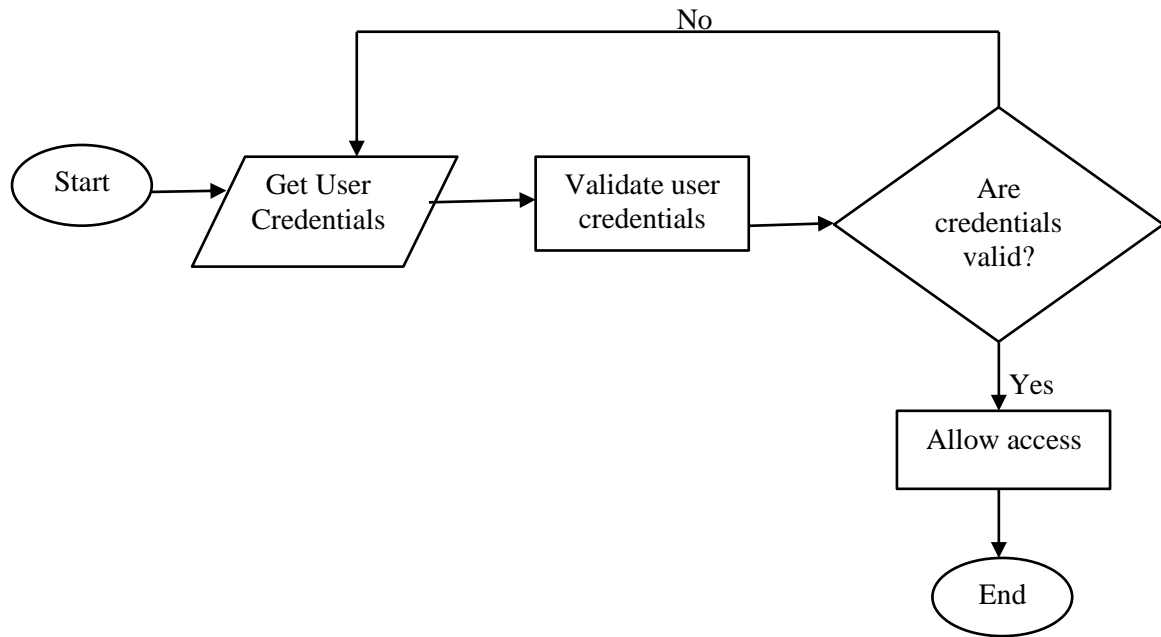 No
Start
Get User
Credentials
Validate user
credentials
Are
credentials
valid?
Yes
Allow access
End